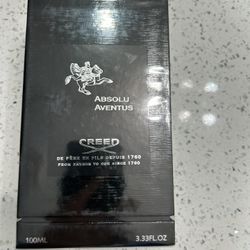 ABSOLU
AVENTUS
CREED
DE PÈRE EN FILS DEPUIS 1760
FROM FATHER TO SON SINCE 1760
100ML
3.33FL.OZ